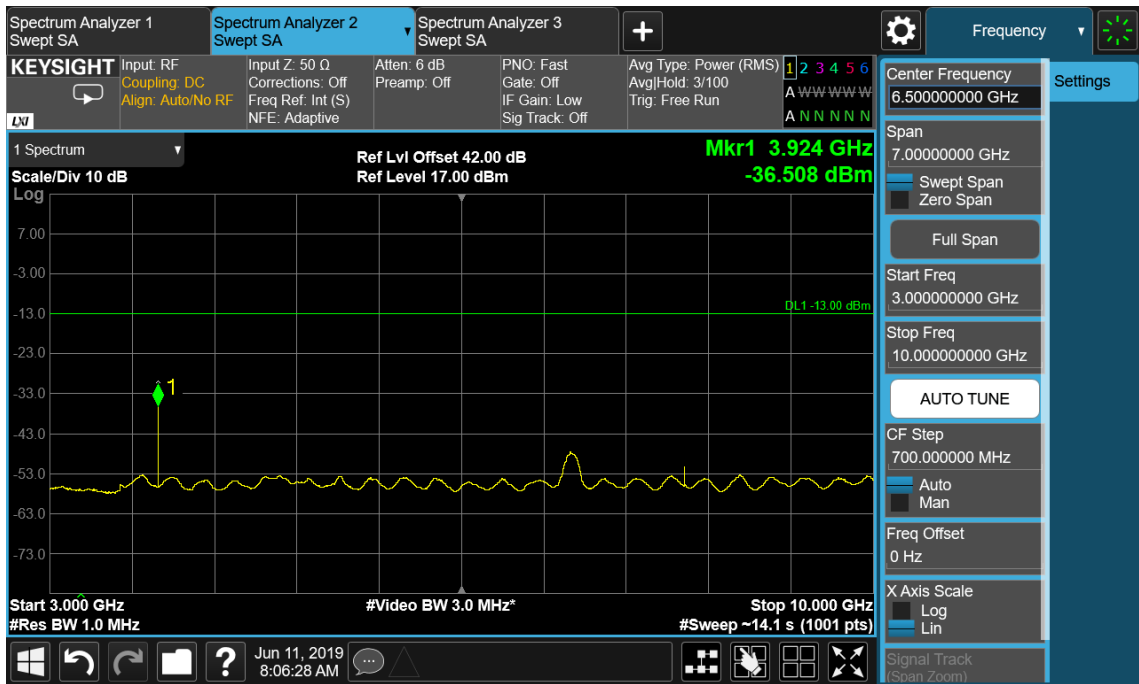 Spectrum Analyzer 1
Swept SA
Spectrum Analyzer 2
Swept SA
Spectrum Analyzer 3
Swept SA
Frequency
KEYSIGHT
LXI
Input: RF
Coupling: DC
Align: Auto/No RF
Input Z: 50 Ω
Corrections: Off
Freq Ref: Int (S)
NFE: Adaptive
Atten: 6 dB
Preamp: Off
PNO: Fast
Gate: Off
IF Gain: Low
Sig Track: Off
Avg Type: Power (RMS)
Avg|Hold: 3/100
Trig: Free Run
1 2 3 4 5 6
A W W W W W
A N N N N N
1 Spectrum
Scale/Div 10 dB
Log
Ref Lvl Offset 42.00 dB
Ref Level 17.00 dBm
Mkr1 3.924 GHz
-36.508 dBm
7.00
-3.00
-13.0
-23.0
-33.0
-43.0
-53.0
-63.0
-73.0
DL1 -13.00 dBm
1
Start 3.000 GHz
#Res BW 1.0 MHz
#Video BW 3.0 MHz*
Stop 10.000 GHz
#Sweep ~14.1 s (1001 pts)
Center Frequency
6.500000000 GHz
Settings
Span
7.00000000 GHz
Swept Span
Zero Span
Full Span
Start Freq
3.000000000 GHz
Stop Freq
10.000000000 GHz
AUTO TUNE
CF Step
700.000000 MHz
Auto
Man
Freq Offset
0 Hz
X Axis Scale
Log
Lin
Signal Track
(Span Zoom)
?
Jun 11, 2019
8:06:28 AM